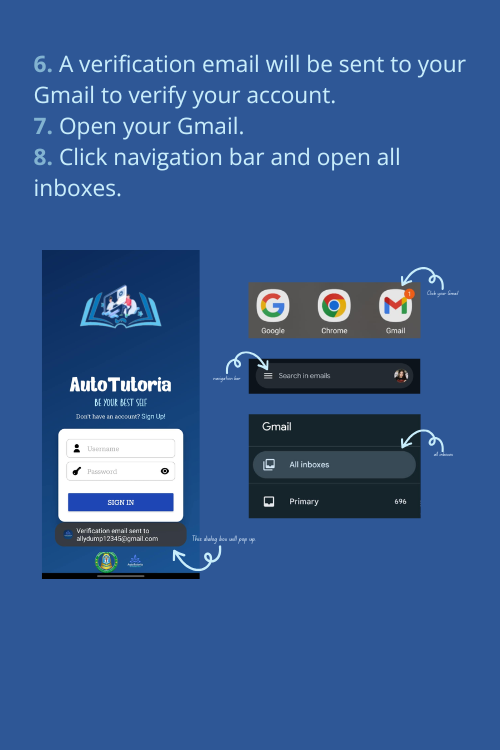 6. A verification email will be sent to your
Gmail to verify your account.
7. Open your Gmail.
8. Click navigation bar and open all
inboxes.
AutoTutoria
BE YOUR BEST SELF
Don't have an account? Sign Up!
Username
Password
SIGN IN
Verification email sent to
allydump12345@gmail.com
This dialog box will pop up.
Click your Gmail
1
Google Chrome Gmail
navigation bar
Search in emails
Gmail
All inboxes
all inboxes
Primary 696